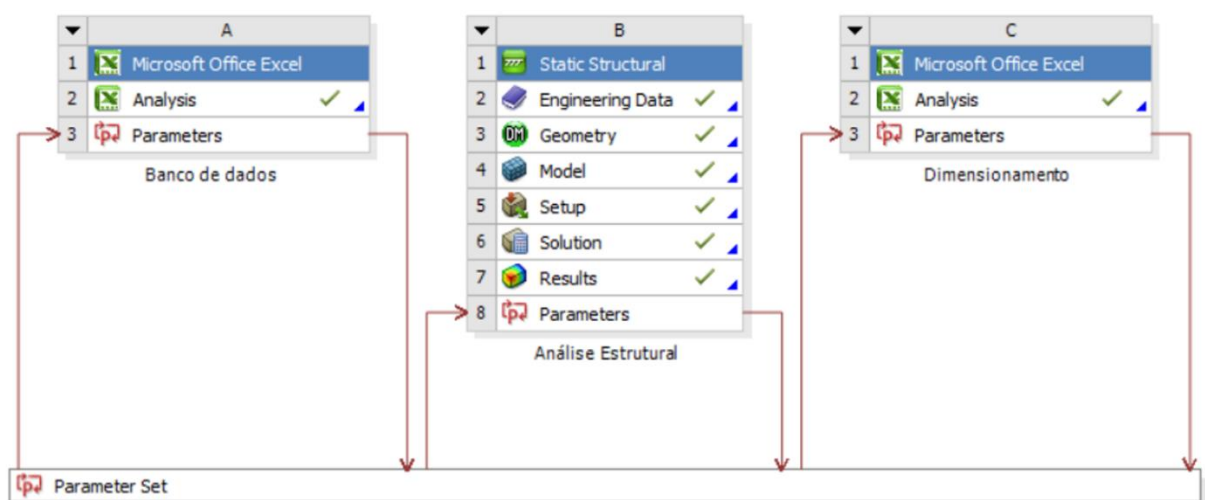 A
1 Microsoft Office Excel
2 Analysis
3 Parameters
Banco de dados
B
1 Static Structural
2 Engineering Data
3 Geometry
4 Model
5 Setup
6 Solution
7 Results
8 Parameters
Análise Estrutural
C
1 Microsoft Office Excel
2 Analysis
3 Parameters
Dimensionamento
Parameter Set